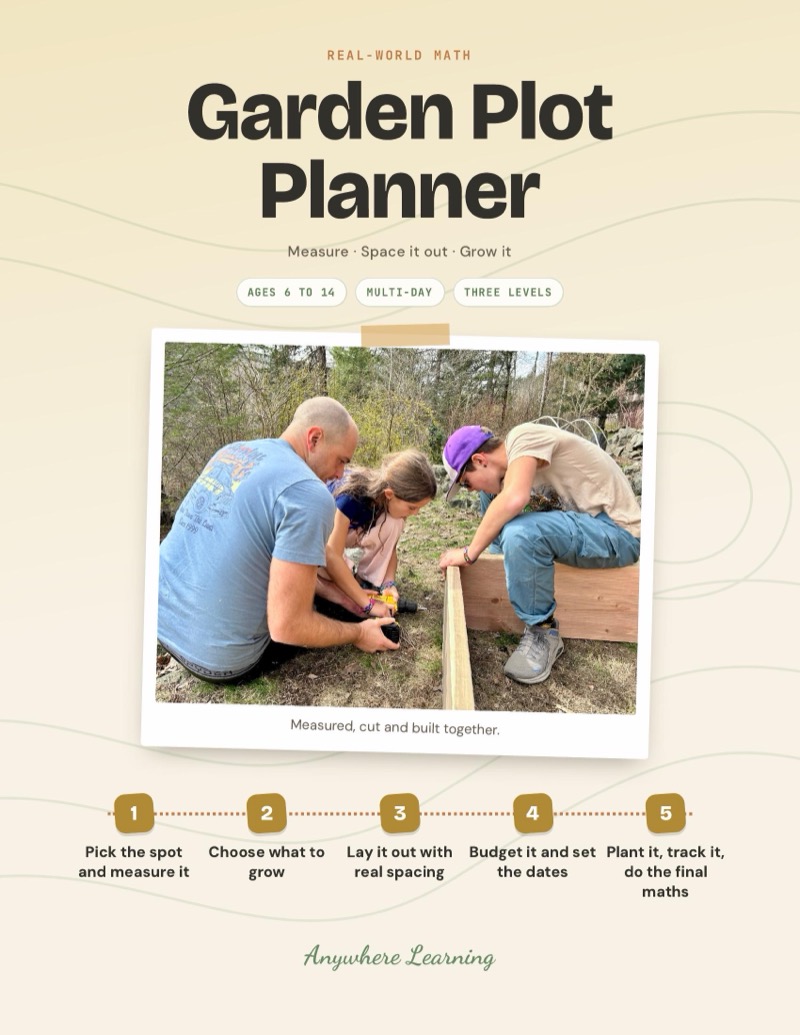 REAL-WORLD MATH
Garden Plot
Planner
Measure · Space it out · Grow it
AGES 6 TO 14
MULTI-DAY
THREE LEVELS
Measured, cut and built together.
1
Pick the spot
and measure it
2
Choose what to
grow
3
Lay it out with
real spacing
4
Budget it and set
the dates
5
Plant it, track it,
do the final
maths
Anywhere Learning